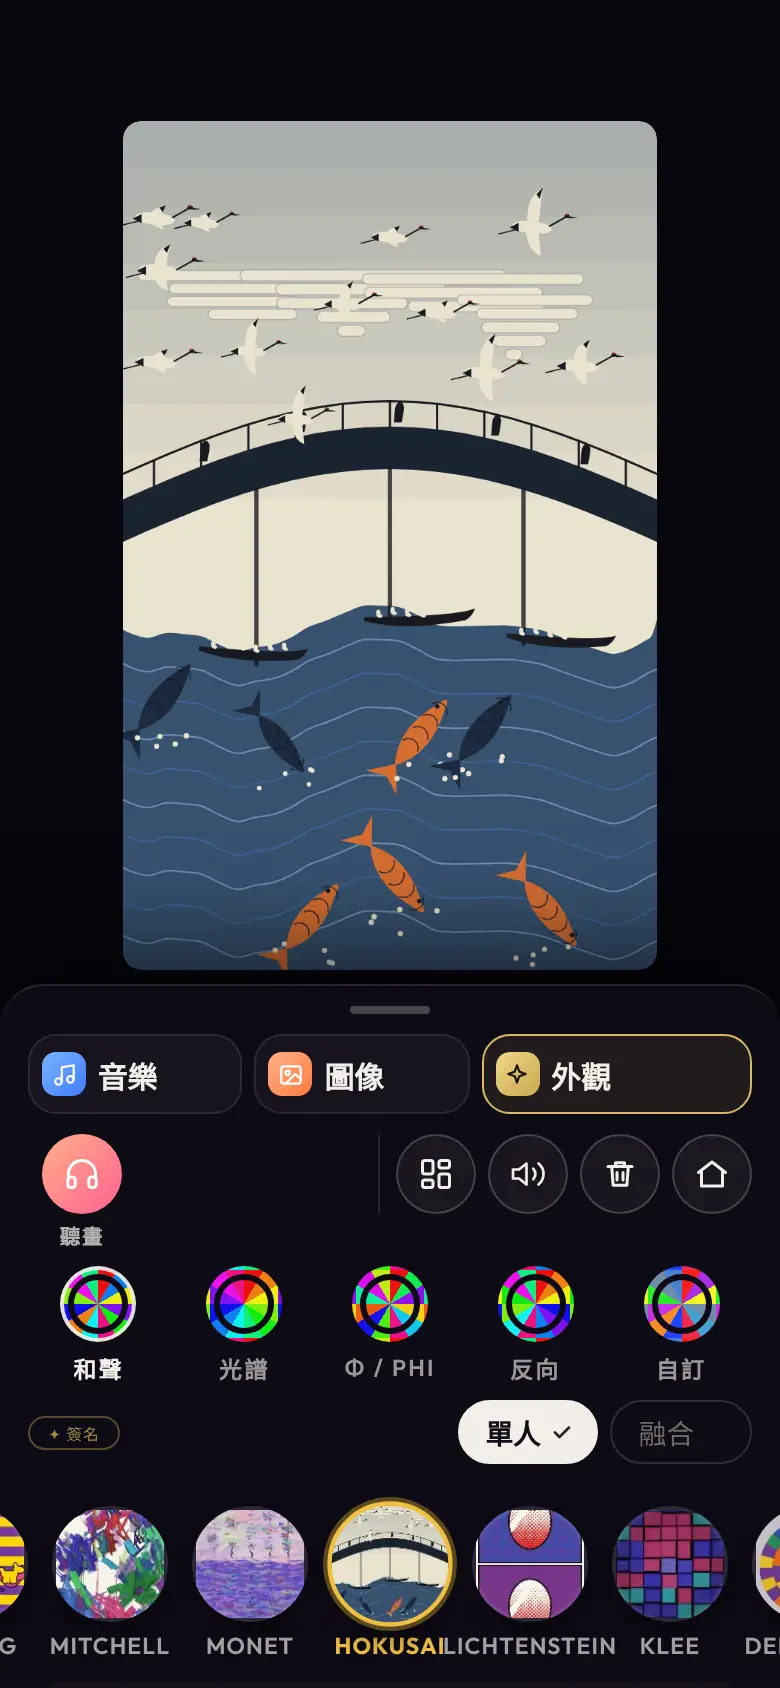 音樂
圖像
外觀
聽畫
和聲
光譜
Φ / PHI
反向
自訂
✦ 簽名
單人 ✓
融合
G
MITCHELL
MONET
HOKUSAI
LICHTENSTEIN
KLEE
DE